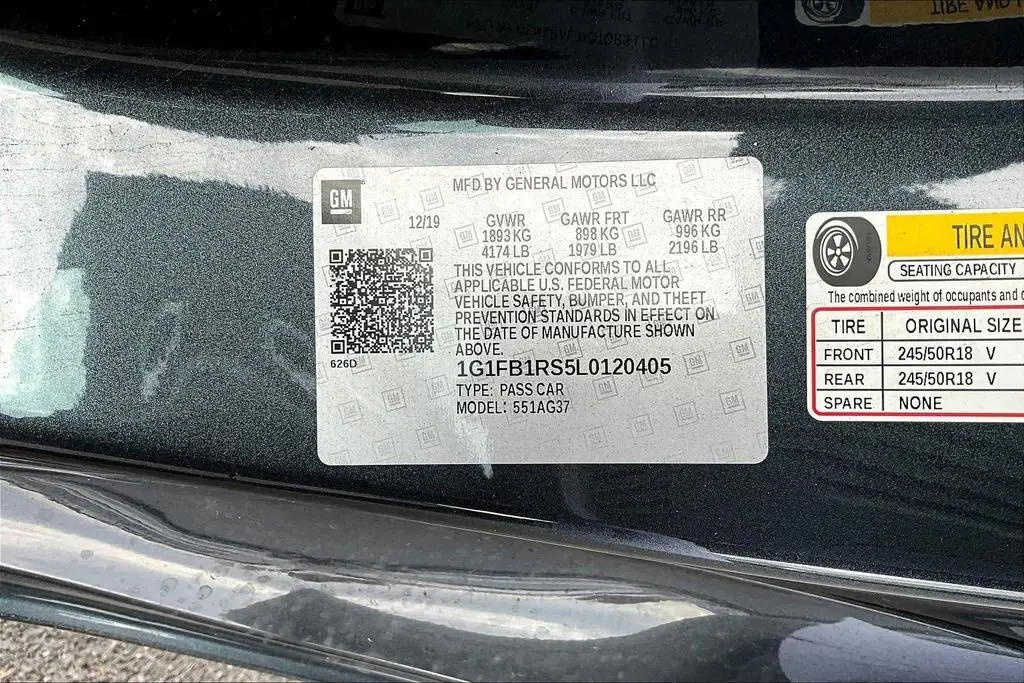 GM
MFD BY GENERAL MOTORS LLC
12/19
GVWR
1893 KG
4174 LB
GAWR FRT
898 KG
1979 LB
GAWR RR
996 KG
2196 LB
THIS VEHICLE CONFORMS TO ALL
APPLICABLE U.S. FEDERAL MOTOR
VEHICLE SAFETY, BUMPER, AND THEFT
PREVENTION STANDARDS IN EFFECT ON
THE DATE OF MANUFACTURE SHOWN
ABOVE.
626D
1G1FB1RS5L0120405
TYPE: PASS CAR
MODEL: 551AG37
TIRE AN
SEATING CAPACITY
The combined weight of occupants and
TIRE ORIGINAL SIZE
FRONT 245/50R18 V
REAR 245/50R18 V
SPARE NONE